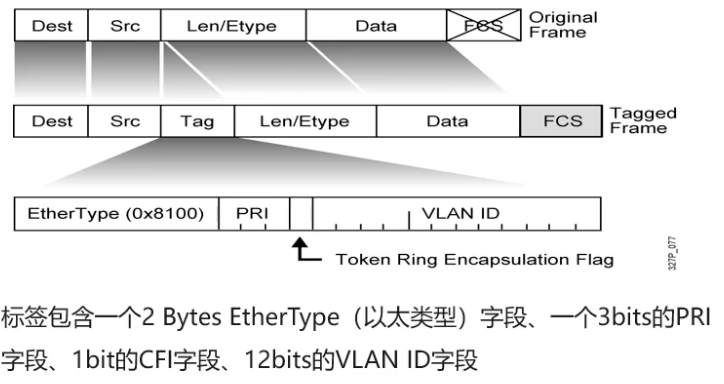 Dest Src Len/Etype Data FCS Original Frame
Dest Src Tag Len/Etype Data FCS Tagged Frame
EtherType (0x8100) PRI VLAN ID
Token Ring Encapsulation Flag
327P_077
标签包含一个2 Bytes EtherType（以太类型）字段、一个3bits的PRI
字段、1bit的CFI字段、12bits的VLAN ID字段